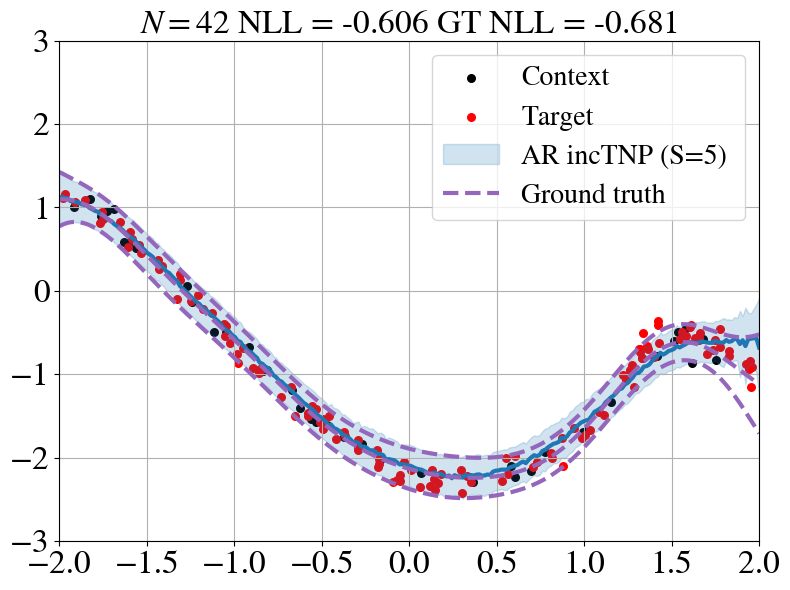 N = 42 NLL = -0.606 GT NLL = -0.681
Context
Target
AR incTNP (S=5)
Ground truth
3
2
1
0
−1
−2
−3
−2.0 −1.5 −1.0 −0.5 0.0 0.5 1.0 1.5 2.0